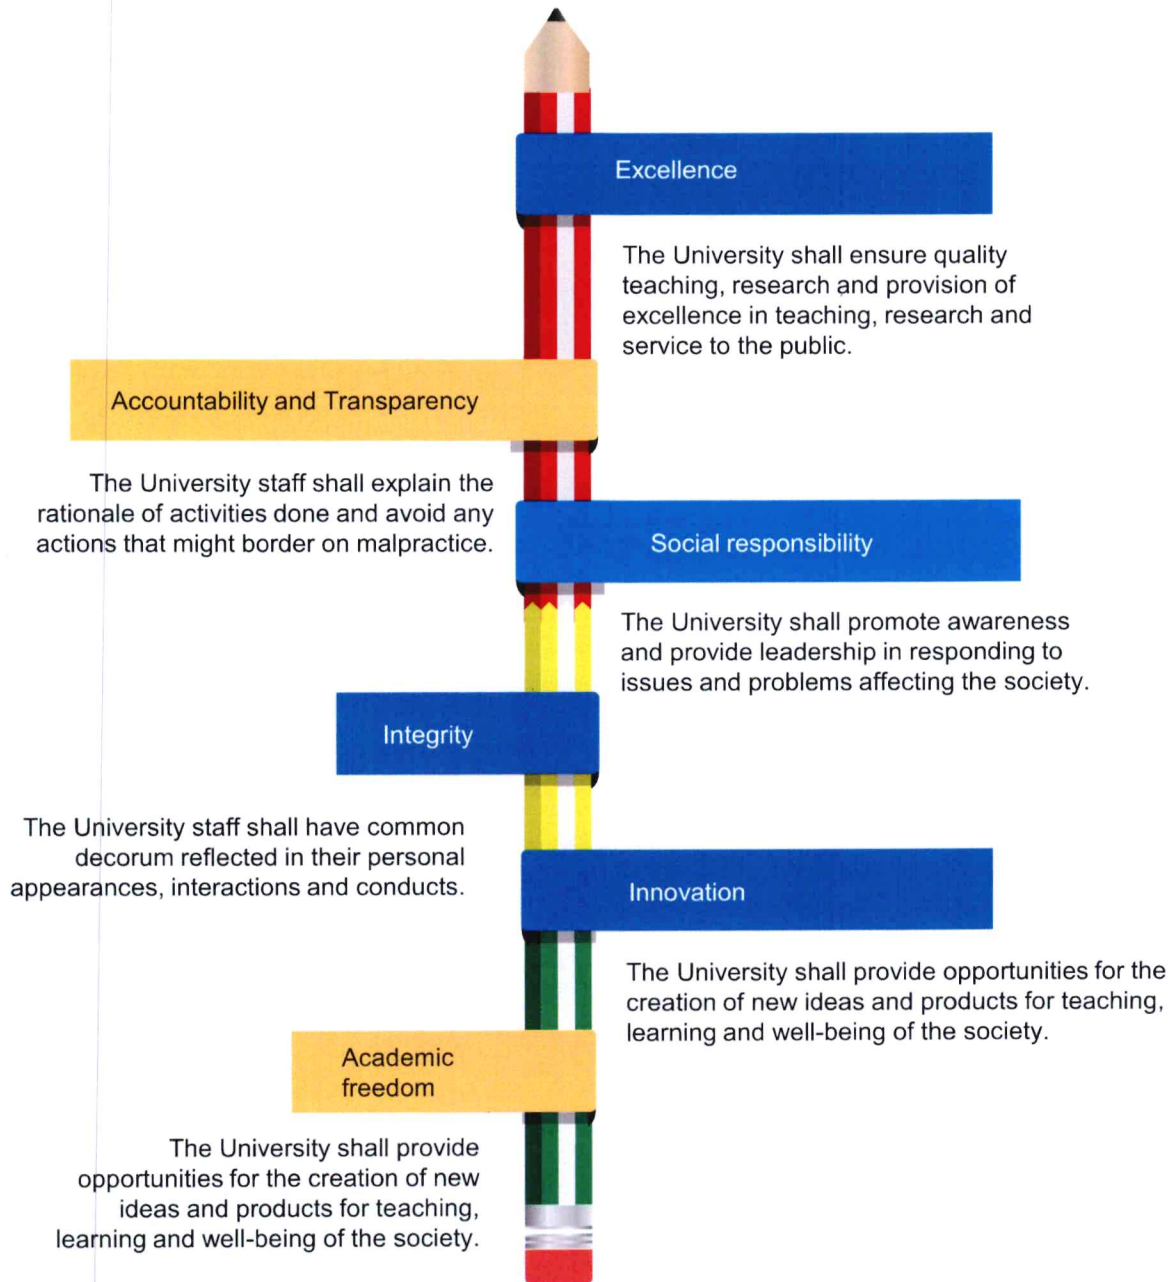 Excellence
The University shall ensure quality
teaching, research and provision of
excellence in teaching, research and
service to the public.
Accountability and Transparency
The University staff shall explain the
rationale of activities done and avoid any
actions that might border on malpractice.
Social responsibility
The University shall promote awareness
and provide leadership in responding to
issues and problems affecting the society.
Integrity
The University staff shall have common
decorum reflected in their personal
appearances, interactions and conducts.
Innovation
The University shall provide opportunities for the
creation of new ideas and products for teaching,
learning and well-being of the society.
Academic
freedom
The University shall provide
opportunities for the creation of new
ideas and products for teaching,
learning and well-being of the society.